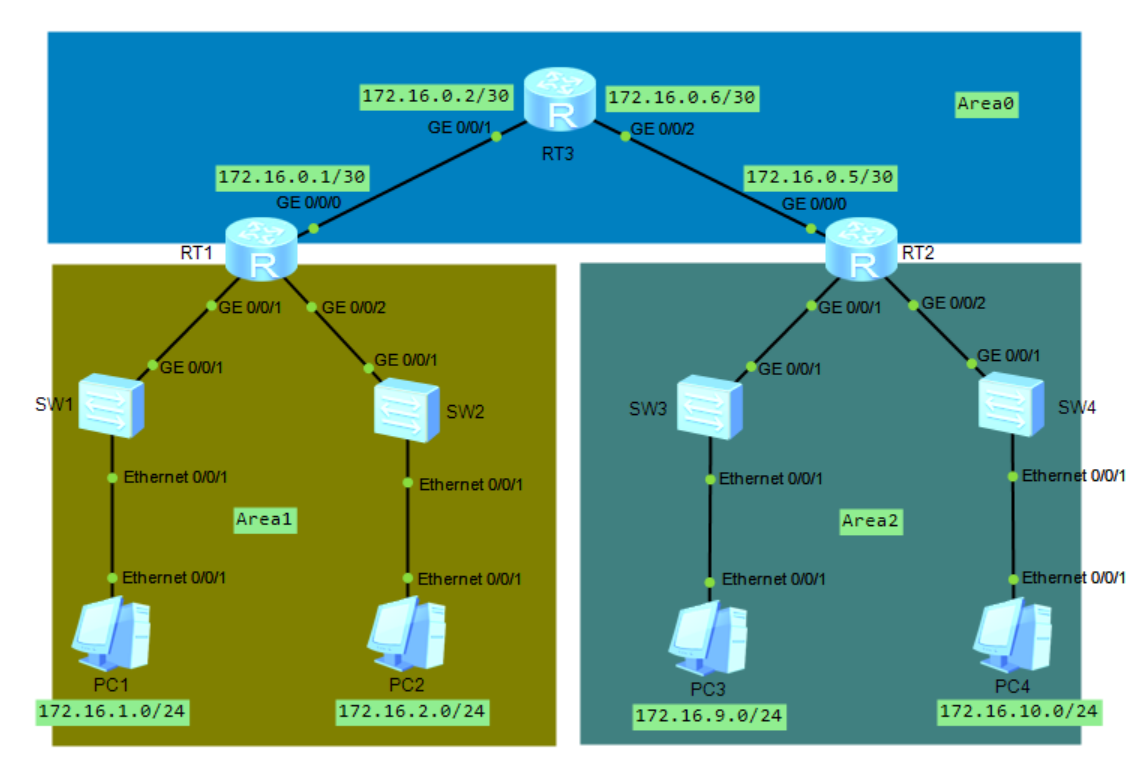 172.16.0.2/30
172.16.0.6/30
Area0
GE 0/0/1
GE 0/0/2
RT3
172.16.0.1/30
172.16.0.5/30
GE 0/0/0
GE 0/0/0
RT1
RT2
GE 0/0/1
GE 0/0/2
GE 0/0/1
GE 0/0/2
GE 0/0/1
GE 0/0/1
GE 0/0/1
GE 0/0/1
SW1
SW2
SW3
SW4
Ethernet 0/0/1
Ethernet 0/0/1
Ethernet 0/0/1
Ethernet 0/0/1
Area1
Area2
Ethernet 0/0/1
Ethernet 0/0/1
Ethernet 0/0/1
Ethernet 0/0/1
PC1
PC2
PC3
PC4
172.16.1.0/24
172.16.2.0/24
172.16.9.0/24
172.16.10.0/24